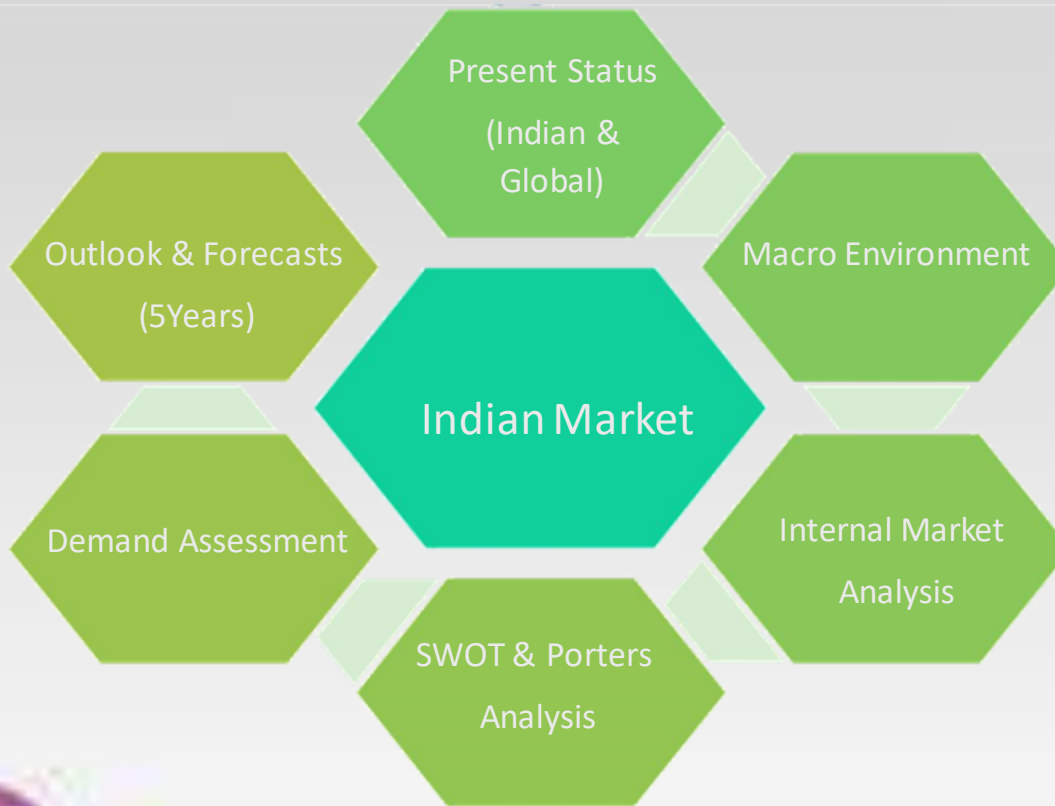 Present Status
(Indian &
Global)
Macro Environment
Internal Market
Analysis
SWOT & Porters
Analysis
Demand Assessment
Outlook & Forecasts
(5Years)
Indian Market